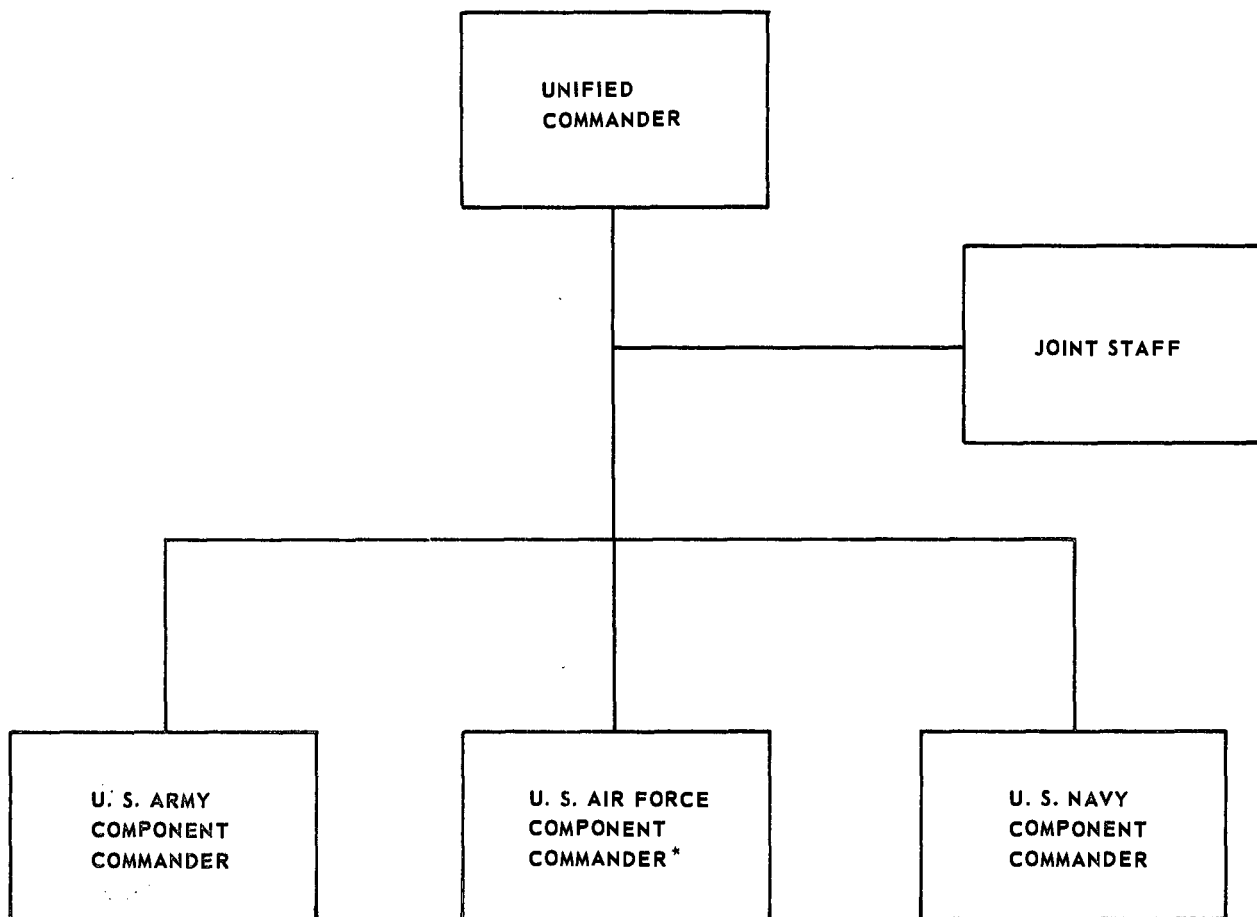 UNIFIED
COMMANDER
JOINT STAFF
U. S. ARMY
COMPONENT
COMMANDER
U. S. AIR FORCE
COMPONENT
COMMANDER*
U. S. NAVY
COMPONENT
COMMANDER